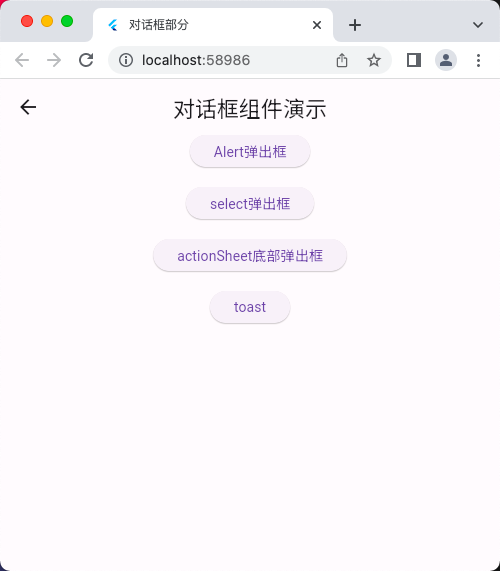 对话框部分
localhost:58986
对话框组件演示
Alert弹出框
select弹出框
actionSheet底部弹出框
toast